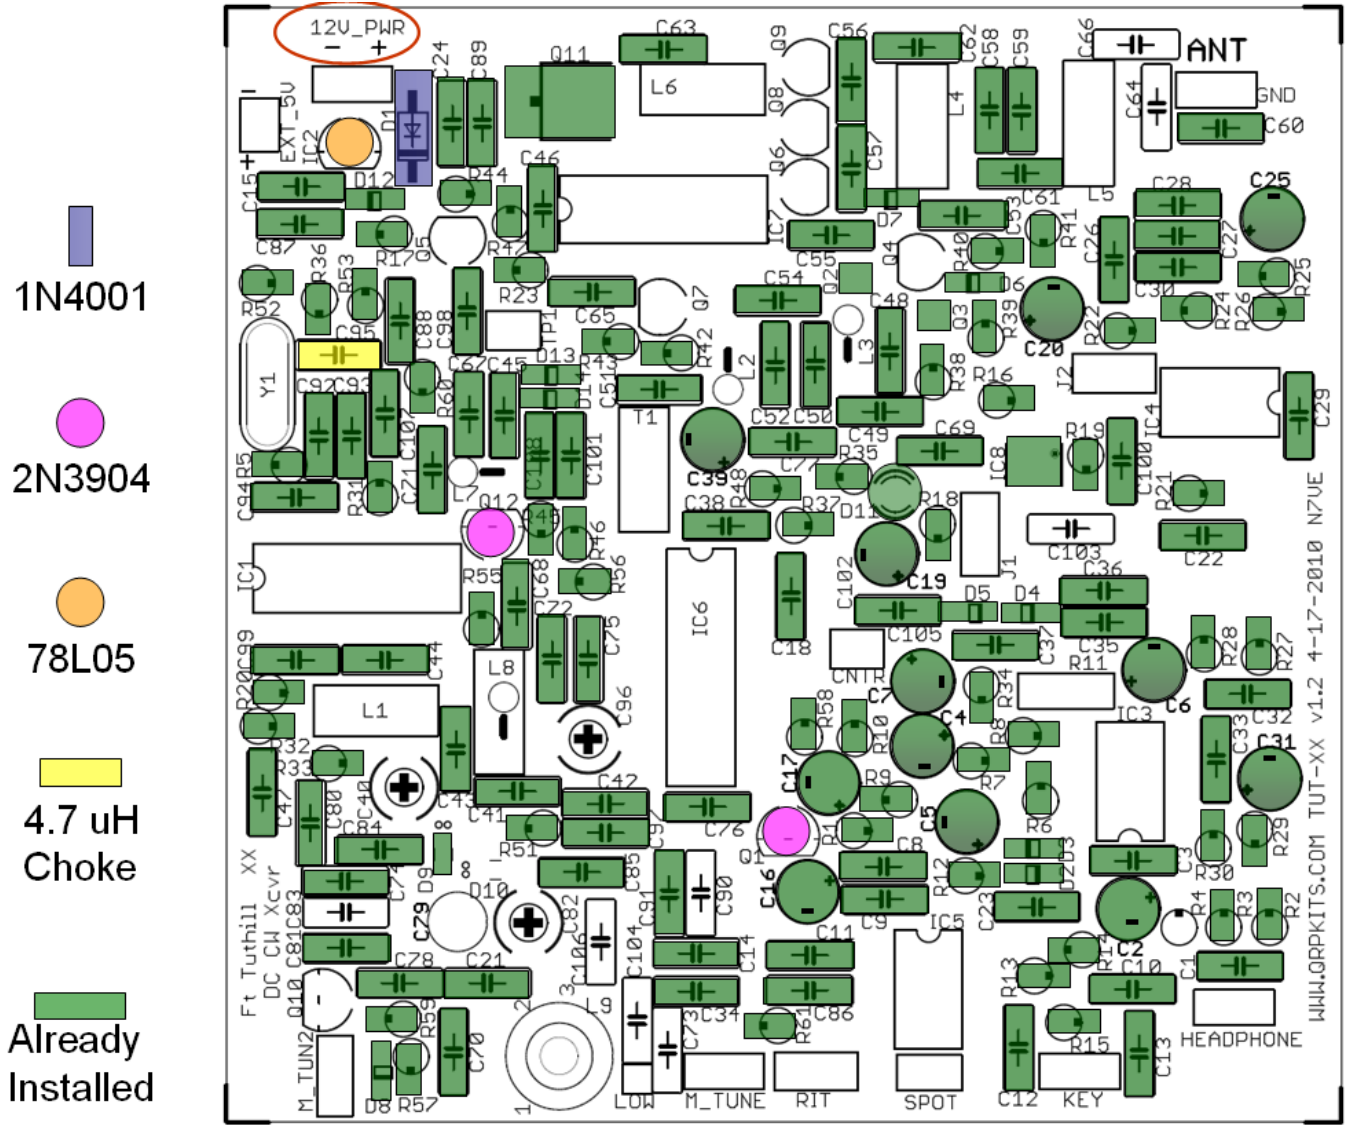 12V_PWR
− +
C24
C89
Q11
C63
L6
Q9
C56
C62
C58
C59
C66
ANT
EXT_5V
IC2
D1
Q8
L4
C64
GND
C60
C15
D12
R44
C46
Q6
C57
C61
L5
C28
C25
C87
R17
Q5
R47
IC7
C55
D7
C53
R41
C26
C27
R36
R53
R23
C54
Q2
Q4
R40
D6
C30
R25
R52
C88
C98
TP1
C65
Q7
C48
Q3
R39
C20
R22
R24
R26
1N4001
C95
C67
C45
D13
R43
R42
L2
L3
R38
J2
Y1
C92
C93
R60
D14
C51
C52
C50
R16
IC4
C29
C107
T1
C49
C77
C69
R19
C100
R5
C71
C108
C101
C39
R35
IC8
2N3904
C94
R31
L7
Q12
R45
R46
C38
R48
R37
D11
R18
R21
C103
C22
IC1
R55
C68
R56
C102
C19
J1
C36
C72
C75
IC6
C18
C105
D5
D4
C35
78L05
C99
C44
L8
CNTR
C37
R11
R28
R27
R20
L1
C96
R58
R10
C7
C4
R34
C6
C32
R32
R33
C40
C43
C17
R8
R7
IC3
C33
C31
C47
C80
C41
C42
C97
C76
R9
C5
R6
4.7 uH
Choke
C84
R51
Q1
R1
C8
R12
D2
D3
C3
R30
R29
C74
D9
D10
C85
C16
C9
C23
C2
R4
R3
R2
C83
C79
C82
C91
C90
IC5
C81
C106
C104
C14
C11
R13
R14
C10
C1
Ft Tuthill XX
DC CW Xcvr
Q10
C78
C21
3
2
L9
C34
C86
Already
Installed
R59
C70
C73
R61
R15
C13
HEADPHONE
M_TUN2
D8
R57
1
LOW
M_TUNE
RIT
SPOT
C12
KEY
WWW.QRPKITS.COM TUT-XX v1.2 4-17-2010 N7VE